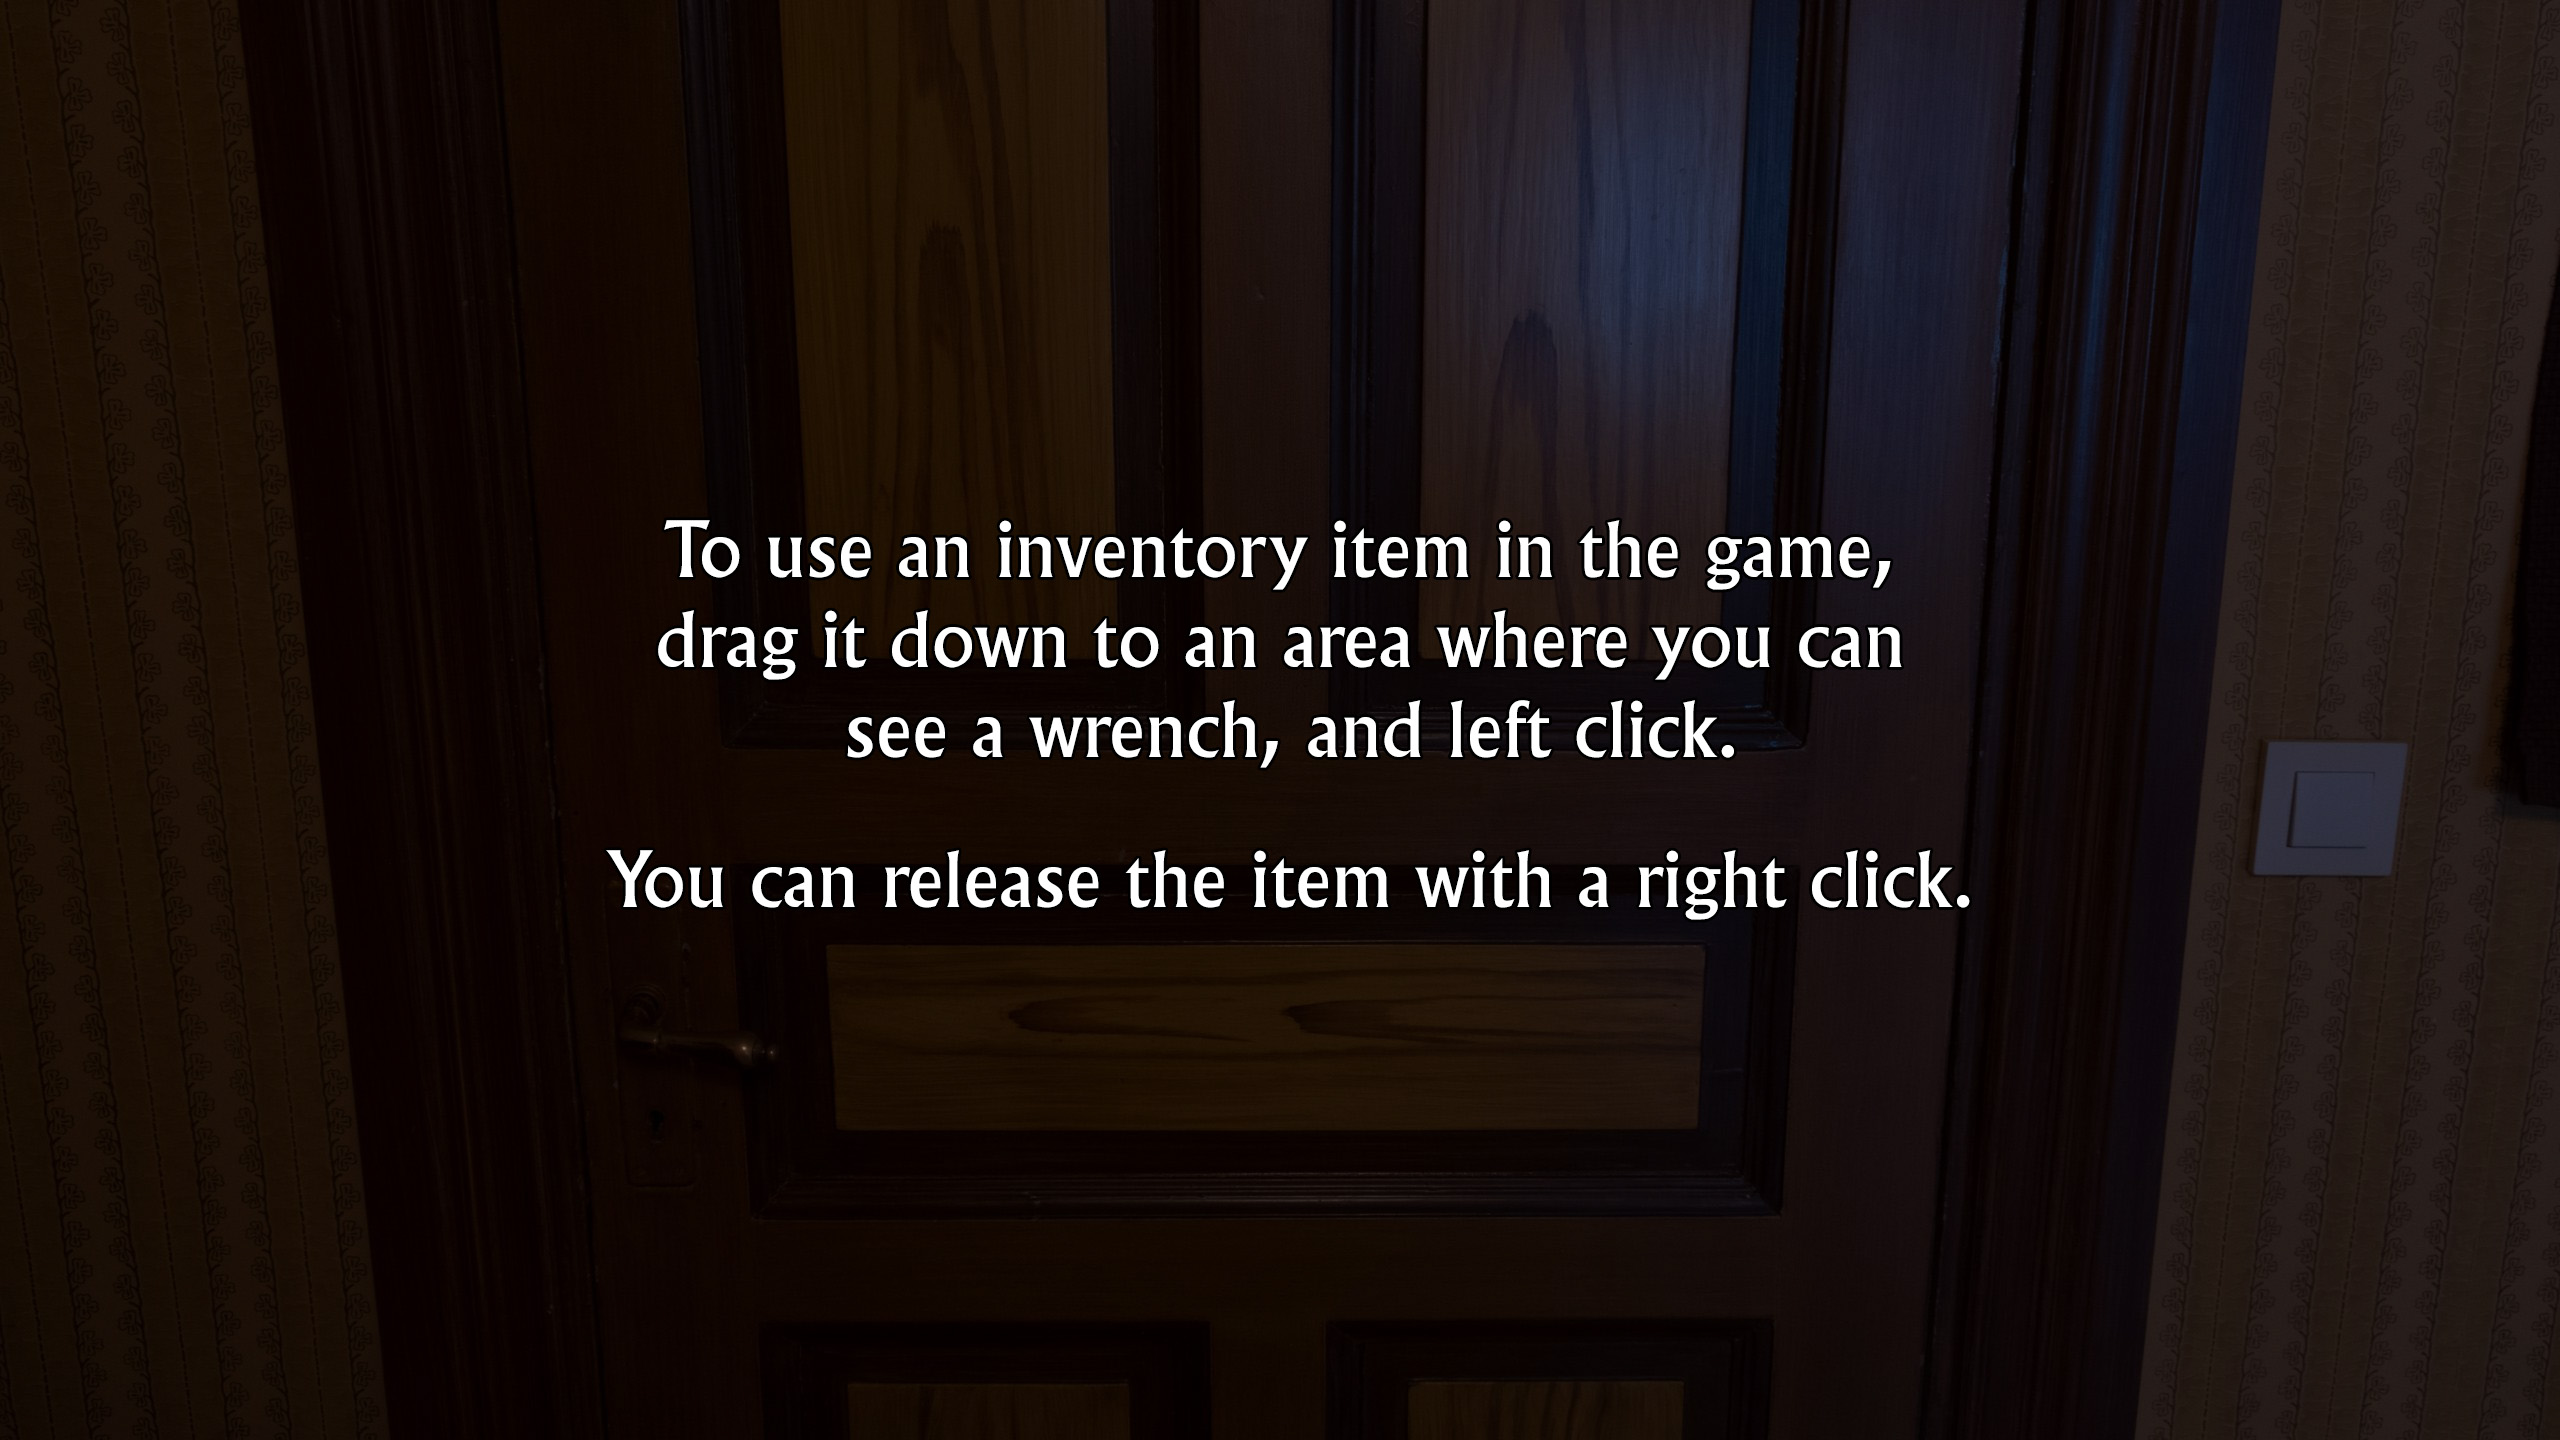 To use an inventory item in the game,
drag it down to an area where you can
see a wrench, and left click.
You can release the item with a right click.